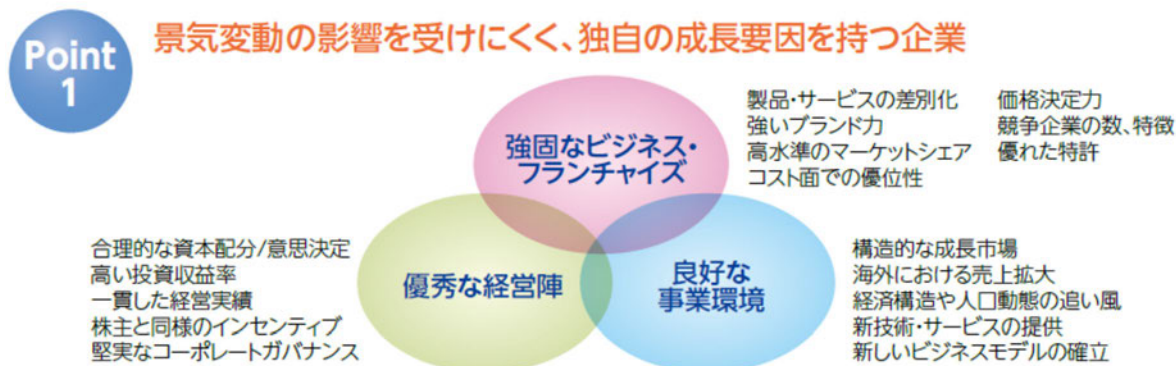 Point
1
景気変動の影響を受けにくく、独自の成長要因を持つ企業
強固なビジネス・
フランチャイズ
製品・サービスの差別化
強いブランド力
高水準のマーケットシェア
コスト面での優位性
価格決定力
競争企業の数、特徴
優れた特許
合理的な資本配分/意思決定
高い投資収益率
一貫した経営実績
株主と同様のインセンティブ
堅実なコーポレートガバナンス
優秀な経営陣
良好な
事業環境
構造的な成長市場
海外における売上拡大
経済構造や人口動態の追い風
新技術・サービスの提供
新しいビジネスモデルの確立